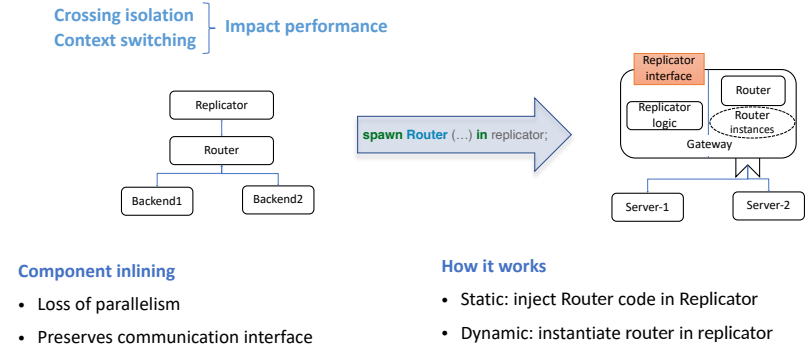 Crossing isolation
Context switching
Impact performance
Replicator
Router
Backend1
Backend2
spawn Router (...) in replicator;
Replicator
interface
Router
Replicator
logic
Router
instances
Gateway
Server-1
Server-2
Component inlining
• Loss of parallelism
• Preserves communication interface
How it works
• Static: inject Router code in Replicator
• Dynamic: instantiate router in replicator